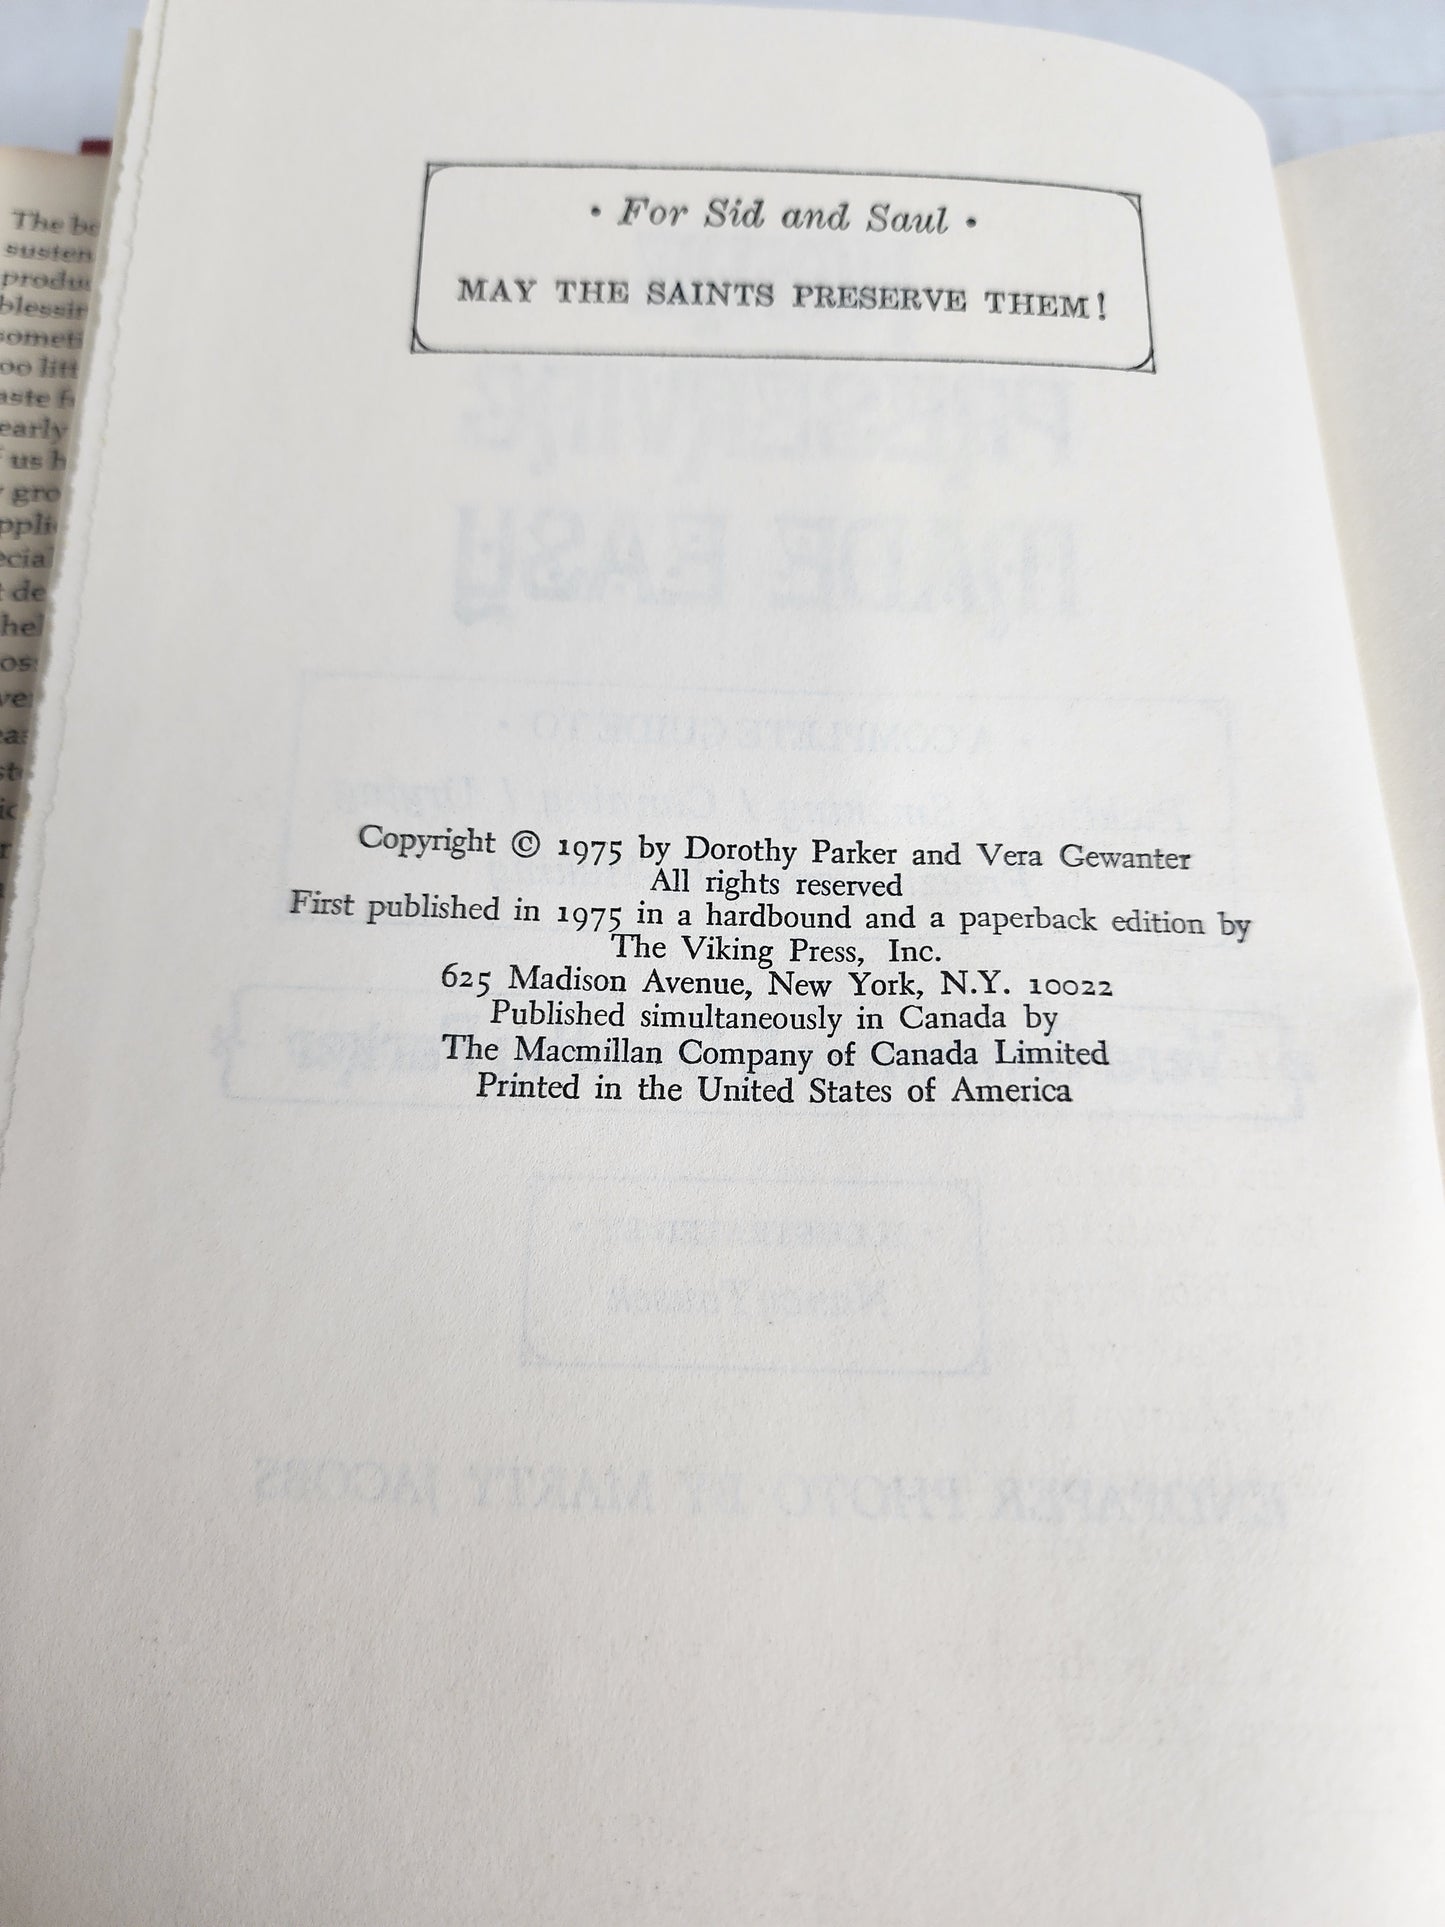 • For Sid and Saul •
MAY THE SAINTS PRESERVE THEM!
Copyright © 1975 by Dorothy Parker and Vera Gewanter
All rights reserved
First published in 1975 in a hardbound and a paperback edition by
The Viking Press, Inc.
625 Madison Avenue, New York, N.Y. 10022
Published simultaneously in Canada by
The Macmillan Company of Canada Limited
Printed in the United States of America
The